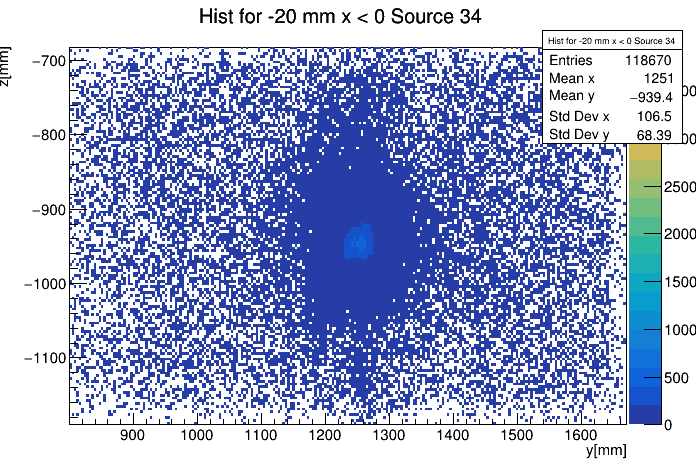 Hist for -20 mm x < 0 Source 34
Hist for -20 mm x < 0 Source 34
Entries 118670
Mean x 1251
Mean y −939.4
Std Dev x 106.5
Std Dev y 68.39
z[mm]
−700
−800
−900
−1000
−1100
900 1000 1100 1200 1300 1400 1500 1600
y[mm]
2500
2000
1500
1000
500
0